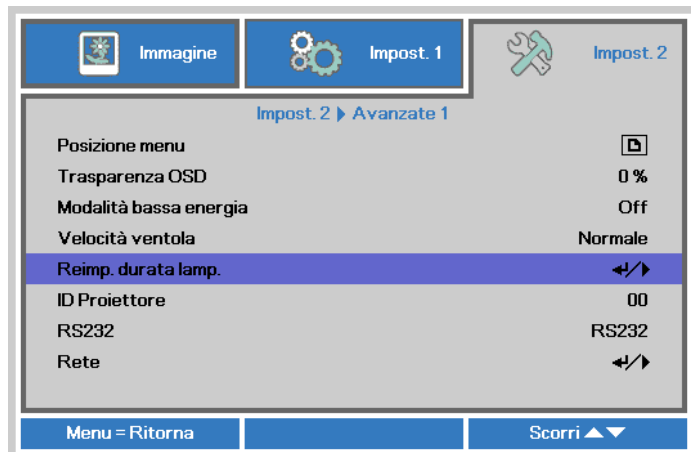 Immagine
Impost. 1
Impost. 2
Impost. 2 ▶ Avanzate 1
Posizione menu
Trasparenza OSD 0 %
Modalità bassa energia Off
Velocità ventola Normale
Reimp. durata lamp. ↵/▶
ID Proiettore 00
RS232 RS232
Rete ↵/▶
Menu = Ritorna
Scorri ▲▼